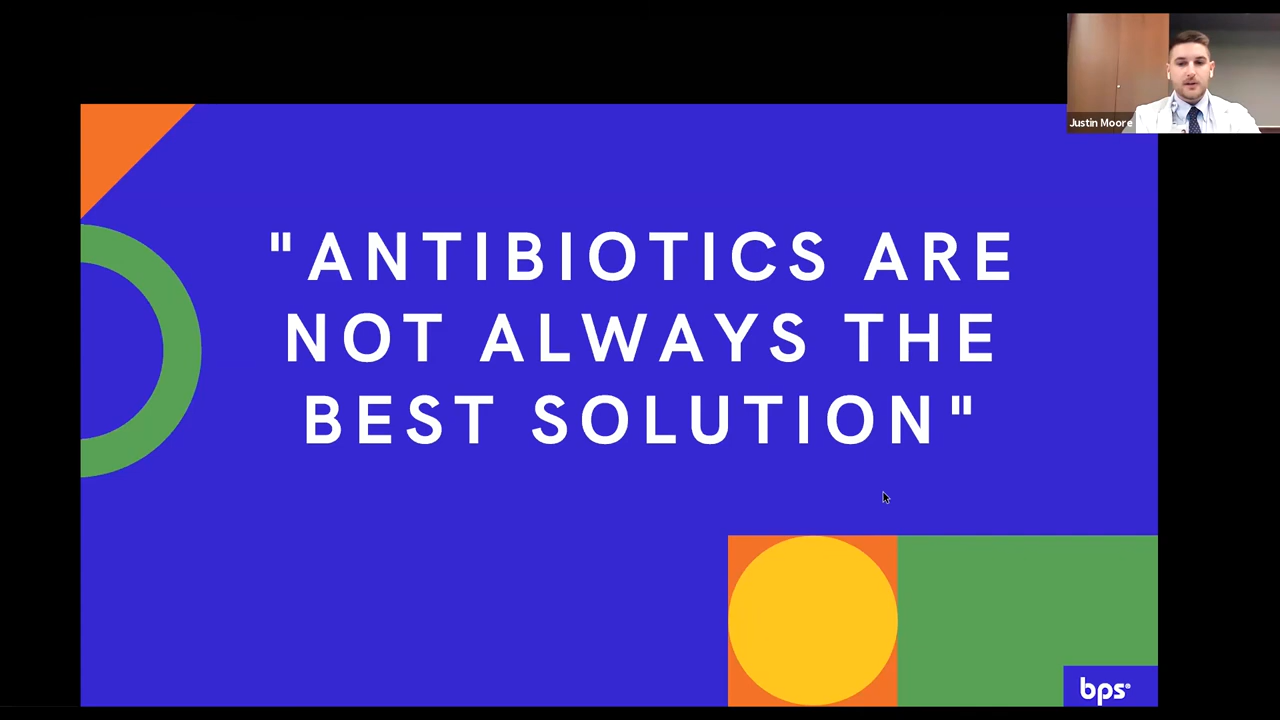 Justin Moore
"ANTIBIOTICS ARE
NOT ALWAYS THE
BEST SOLUTION"
bps